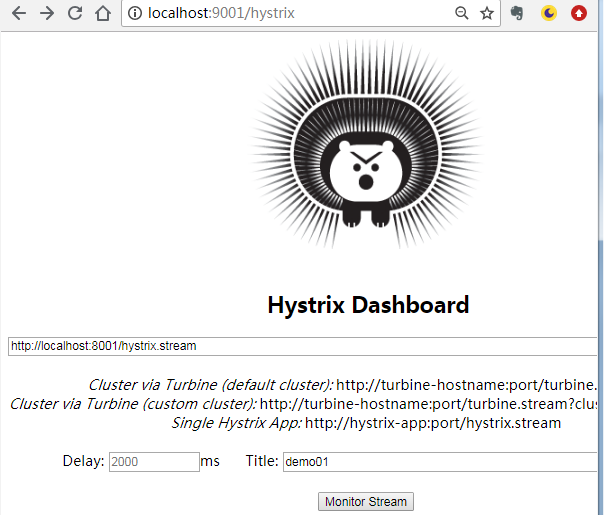 localhost:9001/hystrix
Hystrix Dashboard
http://localhost:8001/hystrix.stream
Cluster via Turbine (default cluster): http://turbine-hostname:port/turbine.
Cluster via Turbine (custom cluster): http://turbine-hostname:port/turbine.stream?clus
Single Hystrix App: http://hystrix-app:port/hystrix.stream
Delay: 2000 ms Title: demo01
Monitor Stream